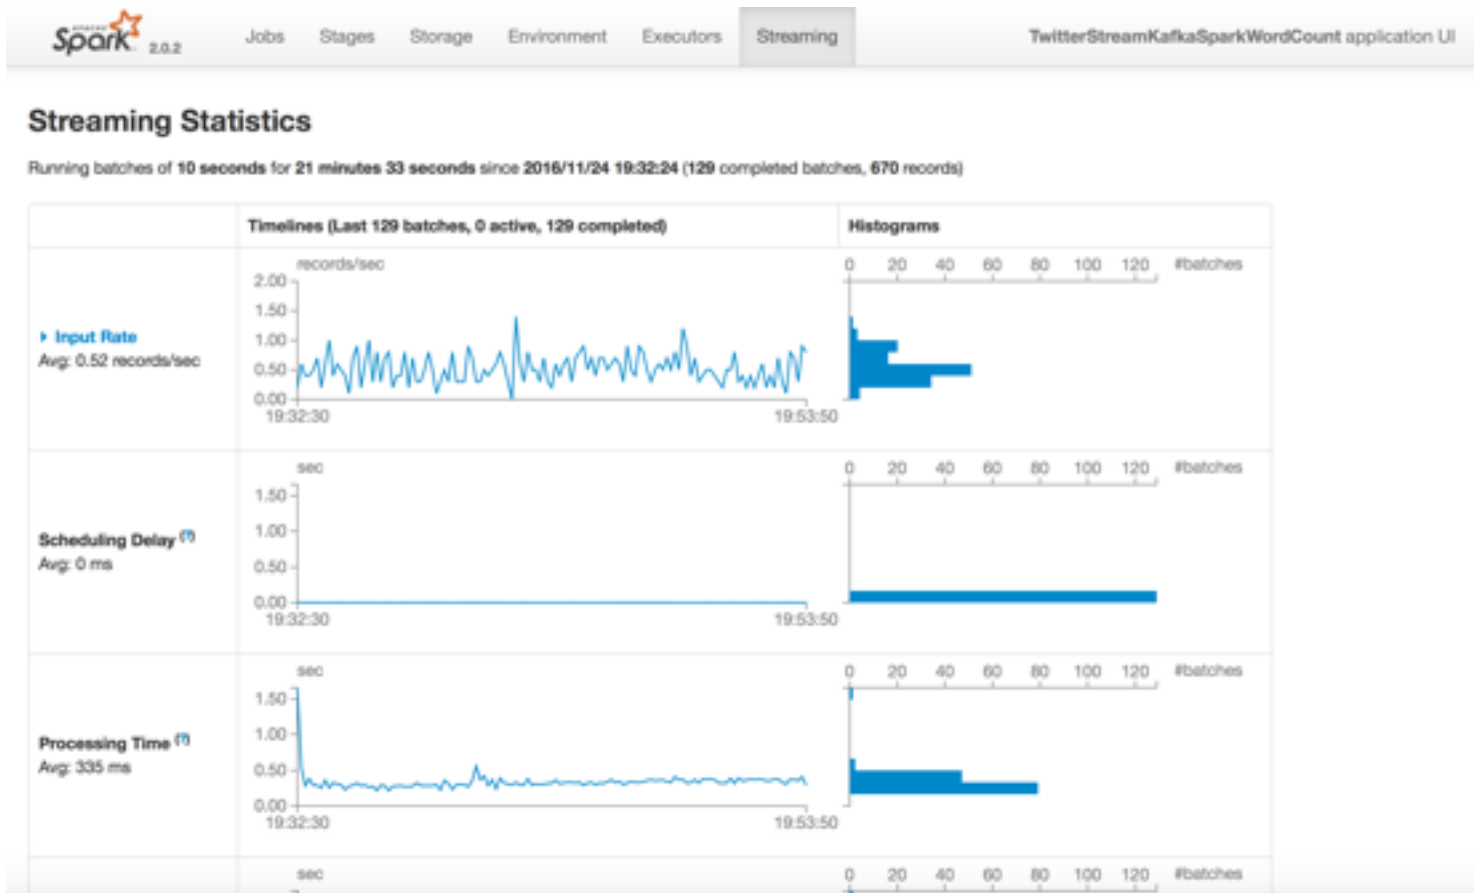 APACHE Spark 2.0.2 Jobs Stages Storage Environment Executors Streaming TwitterStreamKafkaSparkWordCount application UI
Streaming Statistics
Running batches of 10 seconds for 21 minutes 33 seconds since 2016/11/24 19:32:24 (129 completed batches, 670 records)
Timelines (Last 129 batches, 0 active, 129 completed) Histograms
records/sec 0 20 40 60 80 100 120 #batches
2.00
1.50
Input Rate 1.00
Avg: 0.52 records/sec
0.50
0.00
19:32:30 19:53:50
sec 0 20 40 60 80 100 120 #batches
1.50
1.00
Scheduling Delay (?)
Avg: 0 ms 0.50
0.00
19:32:30 19:53:50
sec 0 20 40 60 80 100 120 #batches
1.50
1.00
Processing Time (?)
Avg: 335 ms 0.50
0.00
19:32:30 19:53:50
sec 0 20 40 60 80 100 120 #batches